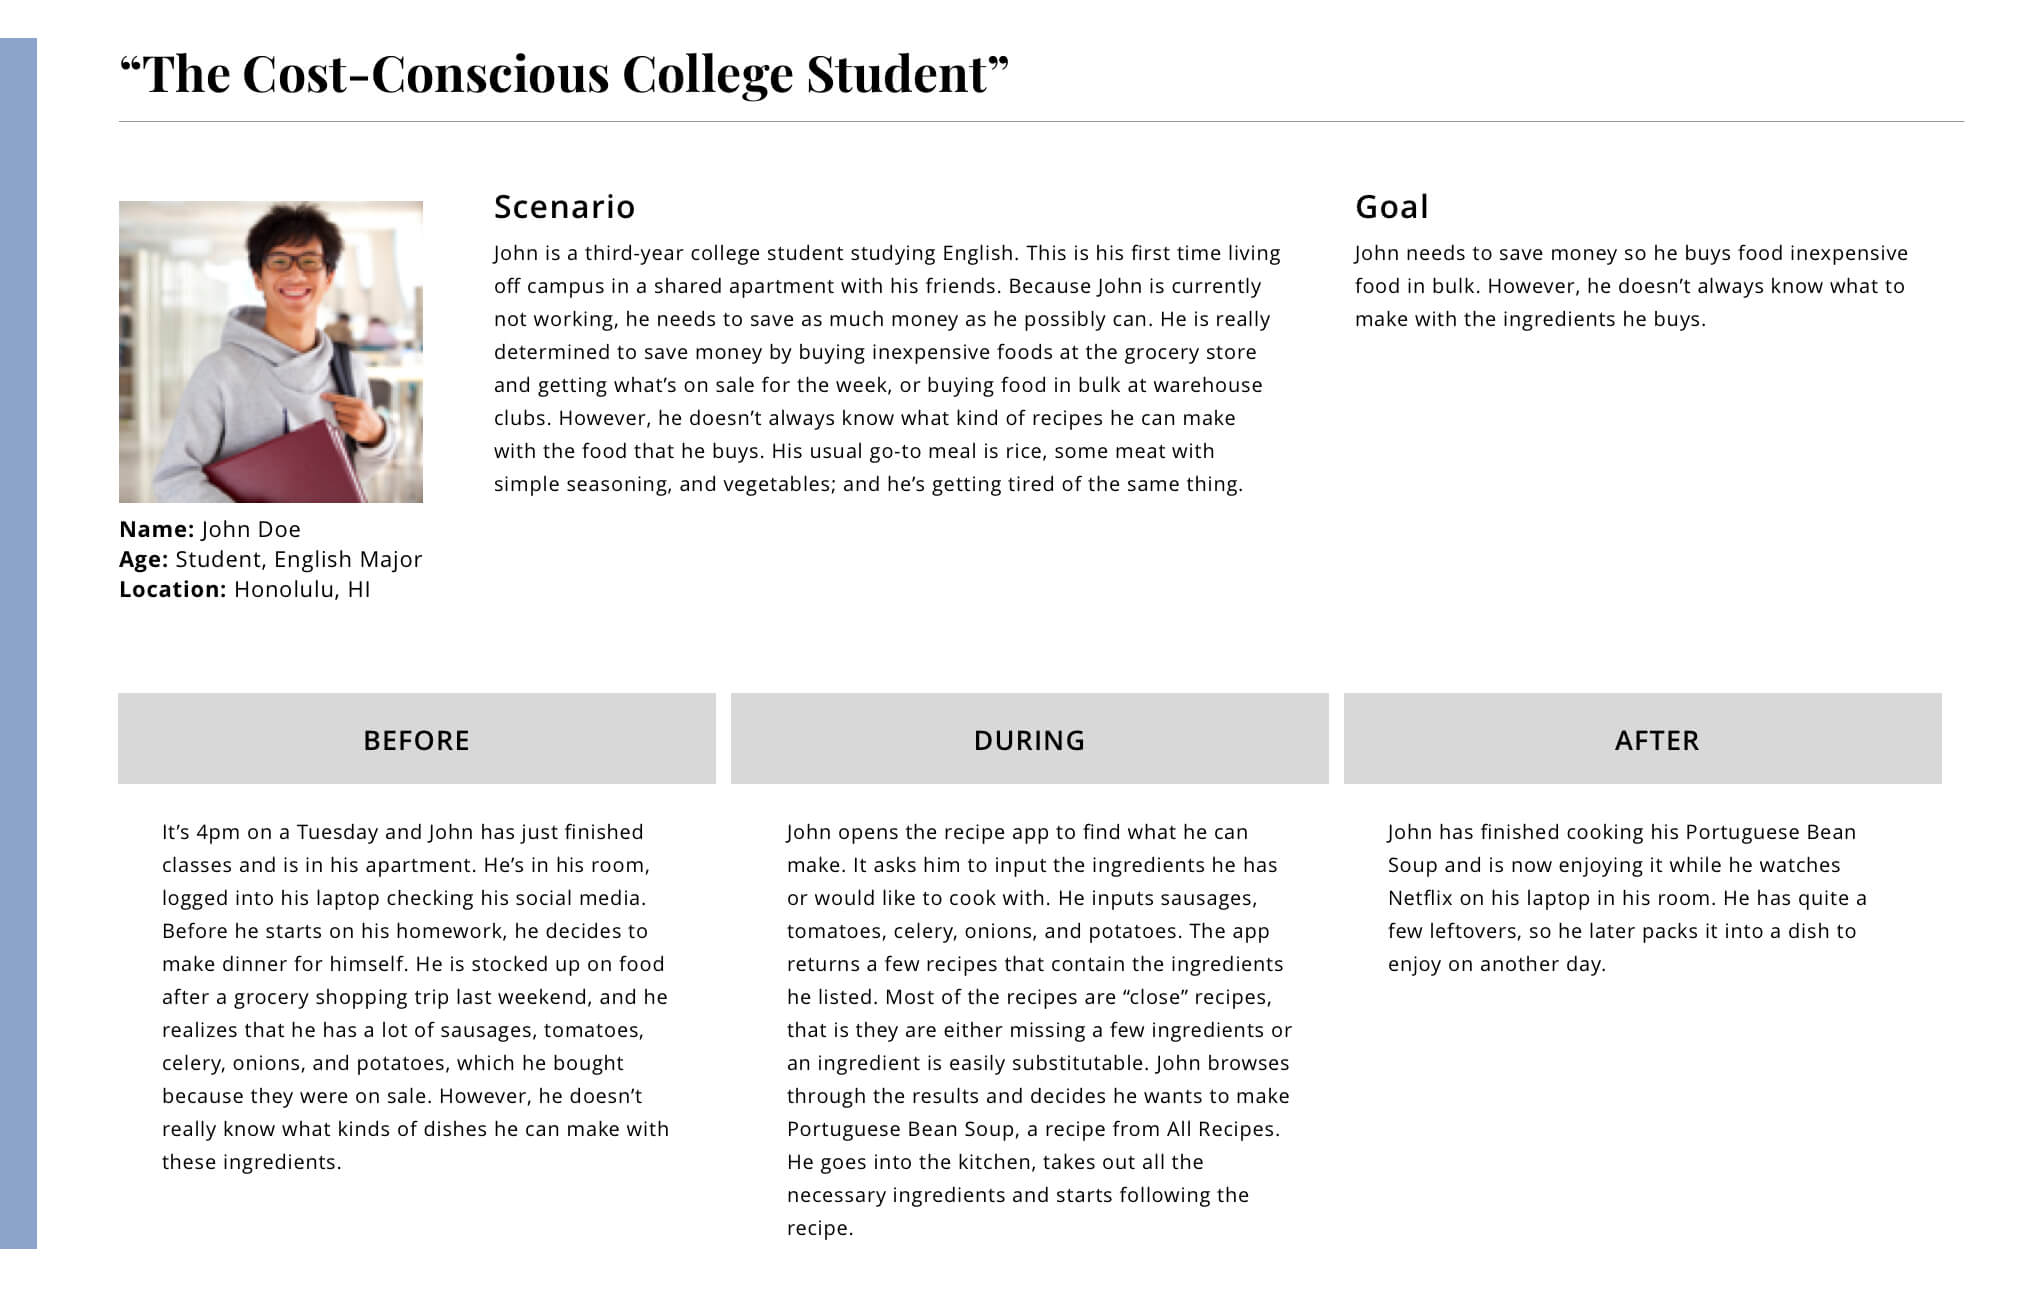 “The Cost-Conscious College Student”
Scenario
John is a third-year college student studying English. This is his first time living
off campus in a shared apartment with his friends. Because John is currently
not working, he needs to save as much money as he possibly can. He is really
determined to save money by buying inexpensive foods at the grocery store
and getting what’s on sale for the week, or buying food in bulk at warehouse
clubs. However, he doesn’t always know what kind of recipes he can make
with the food that he buys. His usual go-to meal is rice, some meat with
simple seasoning, and vegetables; and he’s getting tired of the same thing.
Goal
John needs to save money so he buys food inexpensive
food in bulk. However, he doesn’t always know what to
make with the ingredients he buys.
Name: John Doe
Age: Student, English Major
Location: Honolulu, HI
BEFORE
It’s 4pm on a Tuesday and John has just finished
classes and is in his apartment. He’s in his room,
logged into his laptop checking his social media.
Before he starts on his homework, he decides to
make dinner for himself. He is stocked up on food
after a grocery shopping trip last weekend, and he
realizes that he has a lot of sausages, tomatoes,
celery, onions, and potatoes, which he bought
because they were on sale. However, he doesn’t
really know what kinds of dishes he can make with
these ingredients.
DURING
John opens the recipe app to find what he can
make. It asks him to input the ingredients he has
or would like to cook with. He inputs sausages,
tomatoes, celery, onions, and potatoes. The app
returns a few recipes that contain the ingredients
he listed. Most of the recipes are “close” recipes,
that is they are either missing a few ingredients or
an ingredient is easily substitutable. John browses
through the results and decides he wants to make
Portuguese Bean Soup, a recipe from All Recipes.
He goes into the kitchen, takes out all the
necessary ingredients and starts following the
recipe.
AFTER
John has finished cooking his Portuguese Bean
Soup and is now enjoying it while he watches
Netflix on his laptop in his room. He has quite a
few leftovers, so he later packs it into a dish to
enjoy on another day.